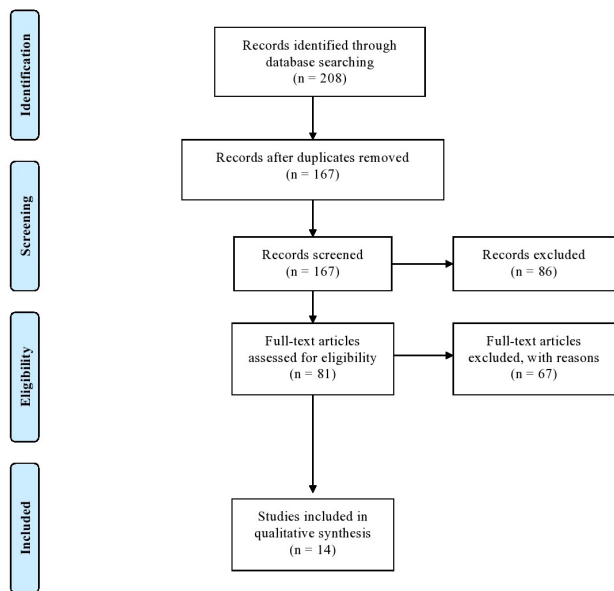 Identification
Records identified through
database searching
(n = 208)
Records after duplicates removed
(n = 167)
Screening
Records screened
(n = 167)
Records excluded
(n = 86)
Eligibility
Full-text articles
assessed for eligibility
(n = 81)
Full-text articles
excluded, with reasons
(n = 67)
Included
Studies included in
qualitative synthesis
(n = 14)